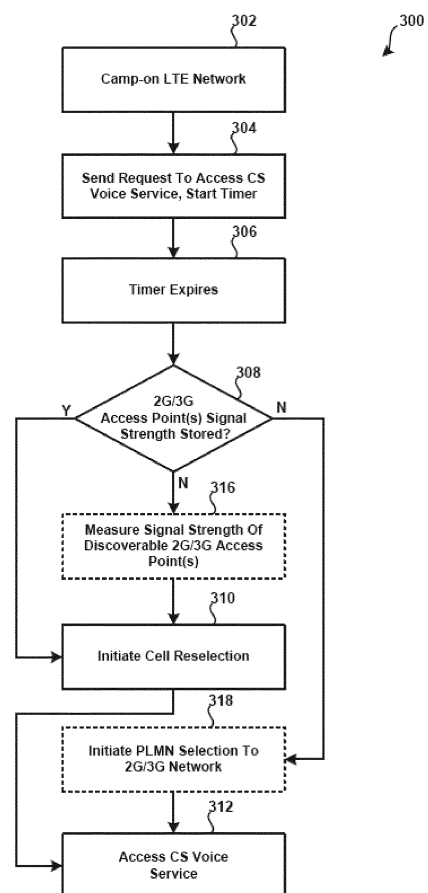 300
302
Camp-on LTE Network
304
Send Request To Access CS
Voice Service, Start Timer
306
Timer Expires
308
2G/3G
Access Point(s) Signal
Strength Stored?
Y
N
N
316
Measure Signal Strength Of
Discoverable 2G/3G Access
Point(s)
310
Initiate Cell Reselection
318
Initiate PLMN Selection To
2G/3G Network
312
Access CS Voice
Service